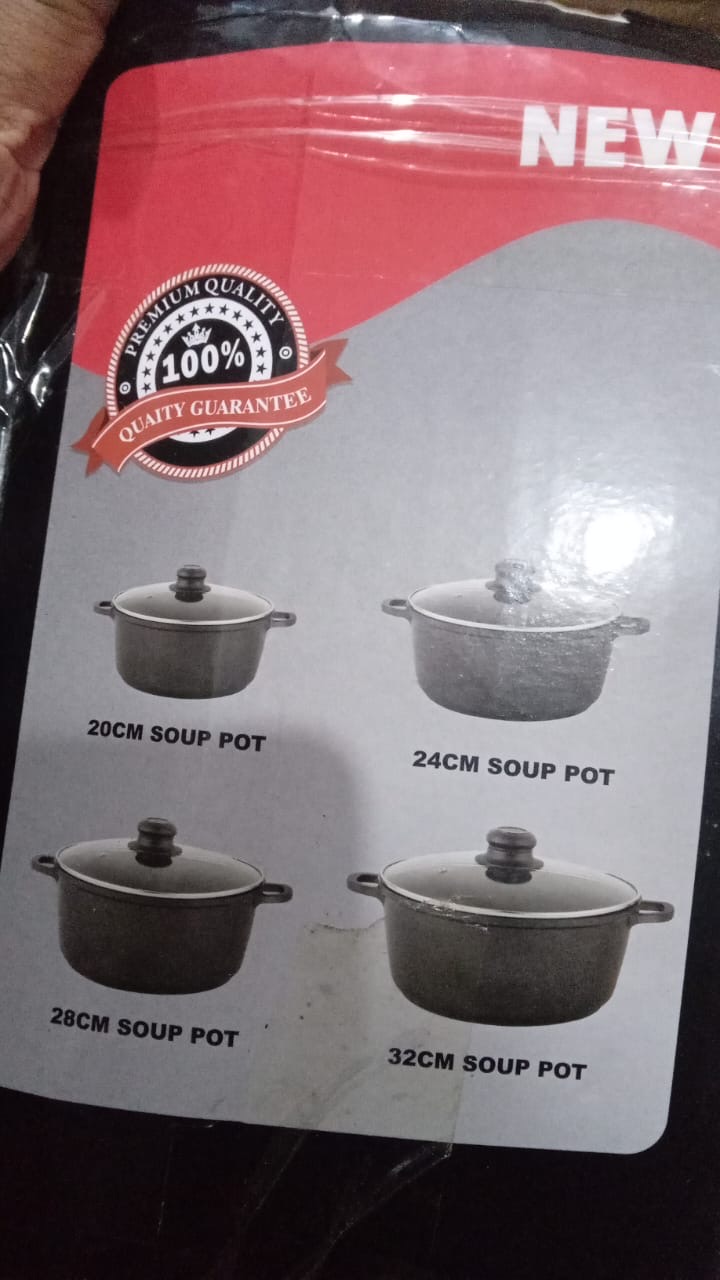 NEW
PREMIUM QUALITY
100%
QUAITY GUARANTEE
20CM SOUP POT
24CM SOUP POT
28CM SOUP POT
32CM SOUP POT